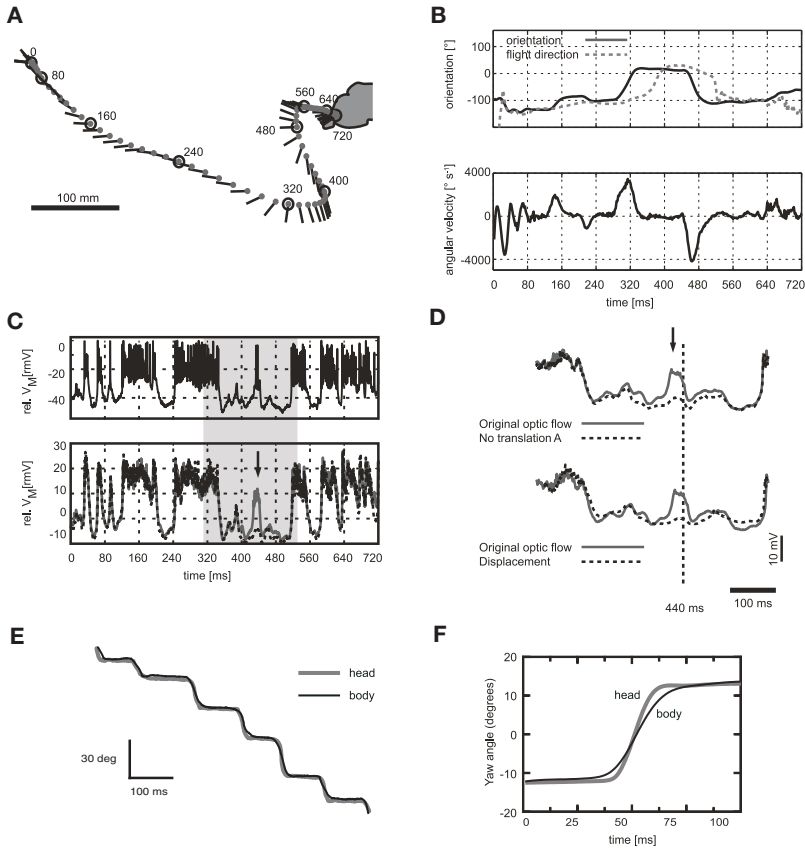 A
0
80
160
240
320
400
480
560
640
720
100 mm
B
orientation
flight direction
orientation [°]
100
0
-100
angular velocity [° s⁻¹]
4000
0
-4000
0 80 160 240 320 400 480 560 640 720
time [ms]
C
rel. V_M [rmV]
0
-20
-40
rel. V_M [rmV]
30
20
10
0
-10
0 80 160 240 320 400 480 560 640 720
time [ms]
D
Original optic flow
No translation A
Original optic flow
Displacement
10 mV
440 ms
100 ms
E
head
body
30 deg
100 ms
F
Yaw angle (degrees)
20
10
0
-10
-20
head
body
0 25 50 75 100
time [ms]